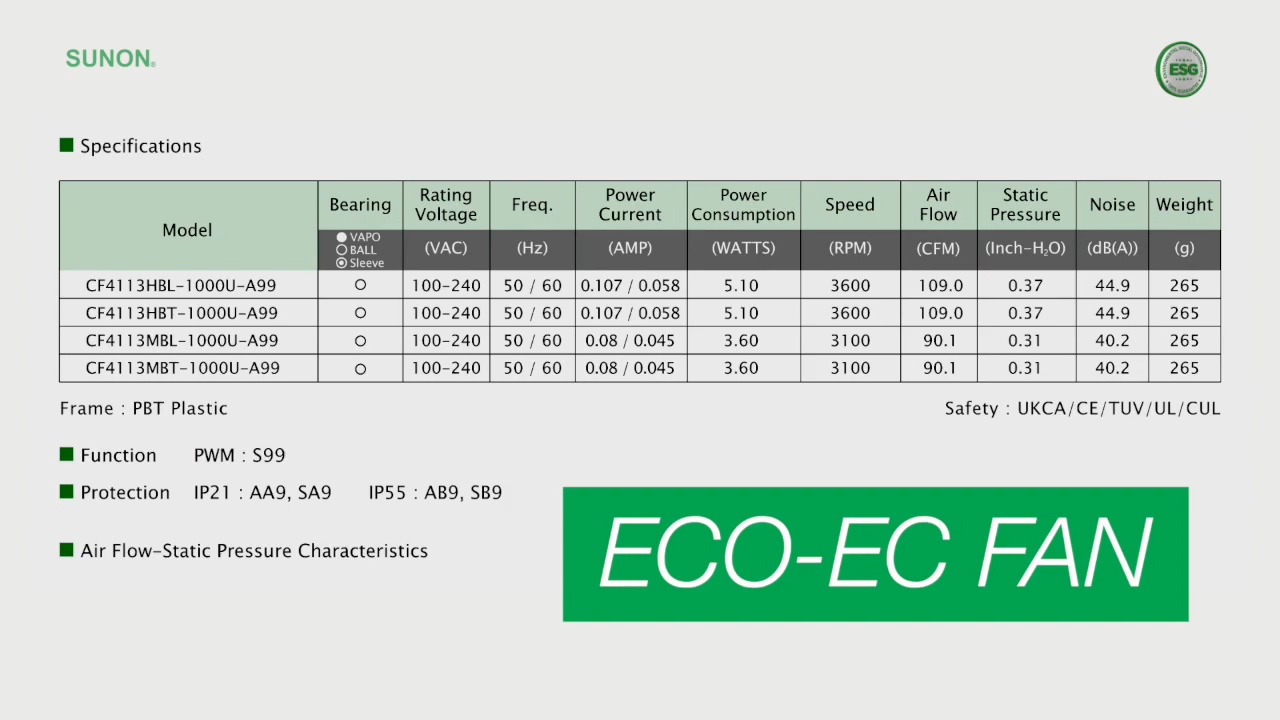 SUNON®
ESG
■ Specifications
Model Bearing Rating Voltage Freq. Power Current Power Consumption Speed Air Flow Static Pressure Noise Weight
● VAPO ○ BALL ⊙ Sleeve (VAC) (Hz) (AMP) (WATTS) (RPM) (CFM) (Inch-H₂O) (dB(A)) (g)
CF4113HBL-1000U-A99 ○ 100-240 50 / 60 0.107 / 0.058 5.10 3600 109.0 0.37 44.9 265
CF4113HBT-1000U-A99 ○ 100-240 50 / 60 0.107 / 0.058 5.10 3600 109.0 0.37 44.9 265
CF4113MBL-1000U-A99 ○ 100-240 50 / 60 0.08 / 0.045 3.60 3100 90.1 0.31 40.2 265
CF4113MBT-1000U-A99 ○ 100-240 50 / 60 0.08 / 0.045 3.60 3100 90.1 0.31 40.2 265
Frame : PBT Plastic Safety : UKCA/CE/TUV/UL/CUL
■ Function PWM : S99
■ Protection IP21 : AA9, SA9 IP55 : AB9, SB9
■ Air Flow-Static Pressure Characteristics
ECO-EC FAN